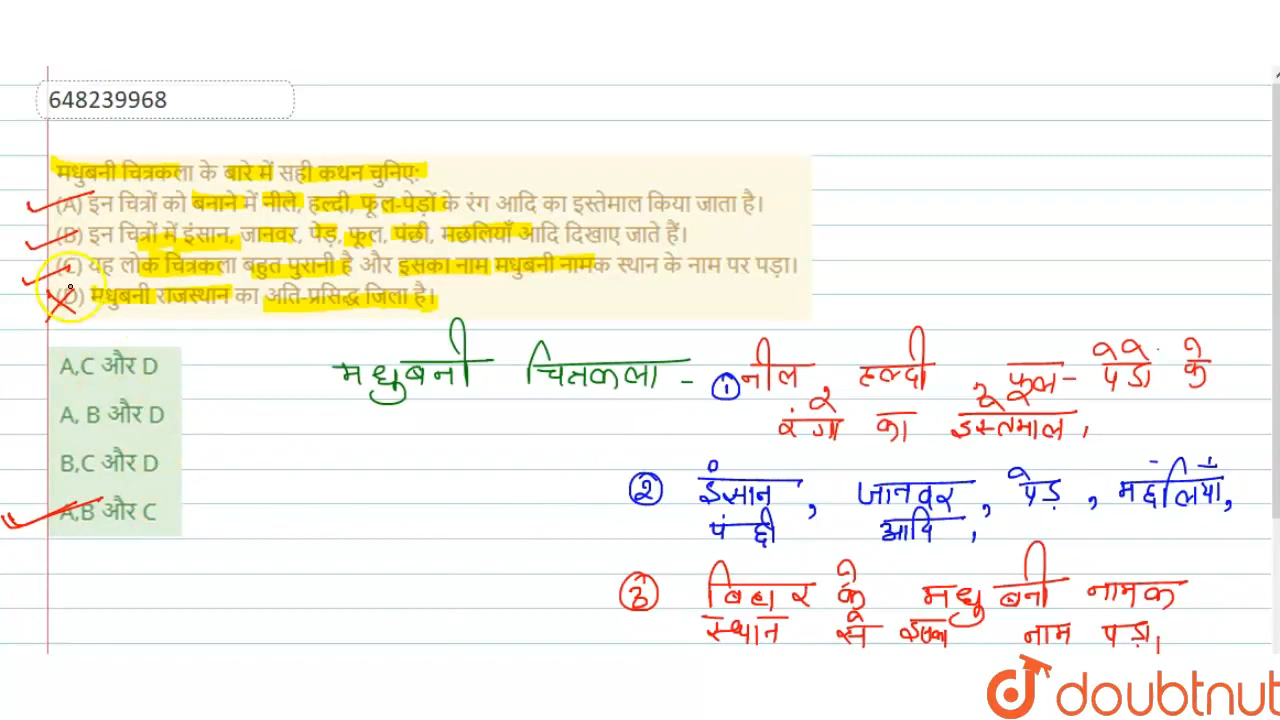 648239968
मधुबनी चित्रकला के बारे में सही कथन चुनिए:
(A) इन चित्रों को बनाने में नीले, हल्दी, फूल-पेड़ों के रंग आदि का इस्तेमाल किया जाता है।
(B) इन चित्रों में इंसान, जानवर, पेड़, फूल, पंछी, मछलियाँ आदि दिखाए जाते हैं।
(C) यह लोक चित्रकला बहुत पुरानी है और इसका नाम मधुबनी नामक स्थान के नाम पर पड़ा।
(D) मधुबनी राजस्थान का अति-प्रसिद्ध जिला है।
A,C और D
A, B और D
B,C और D
A,B और C
मधुबनी चित्रकला - ① नील, हल्दी, फूल-पेड़ों के
रंगों का इस्तेमाल,
② इंसान, जानवर, पेड़, मछलियाँ,
पंछी आदि,
③ बिहार के मधुबनी नामक
स्थान से इसका नाम पड़ा,
doubtnut